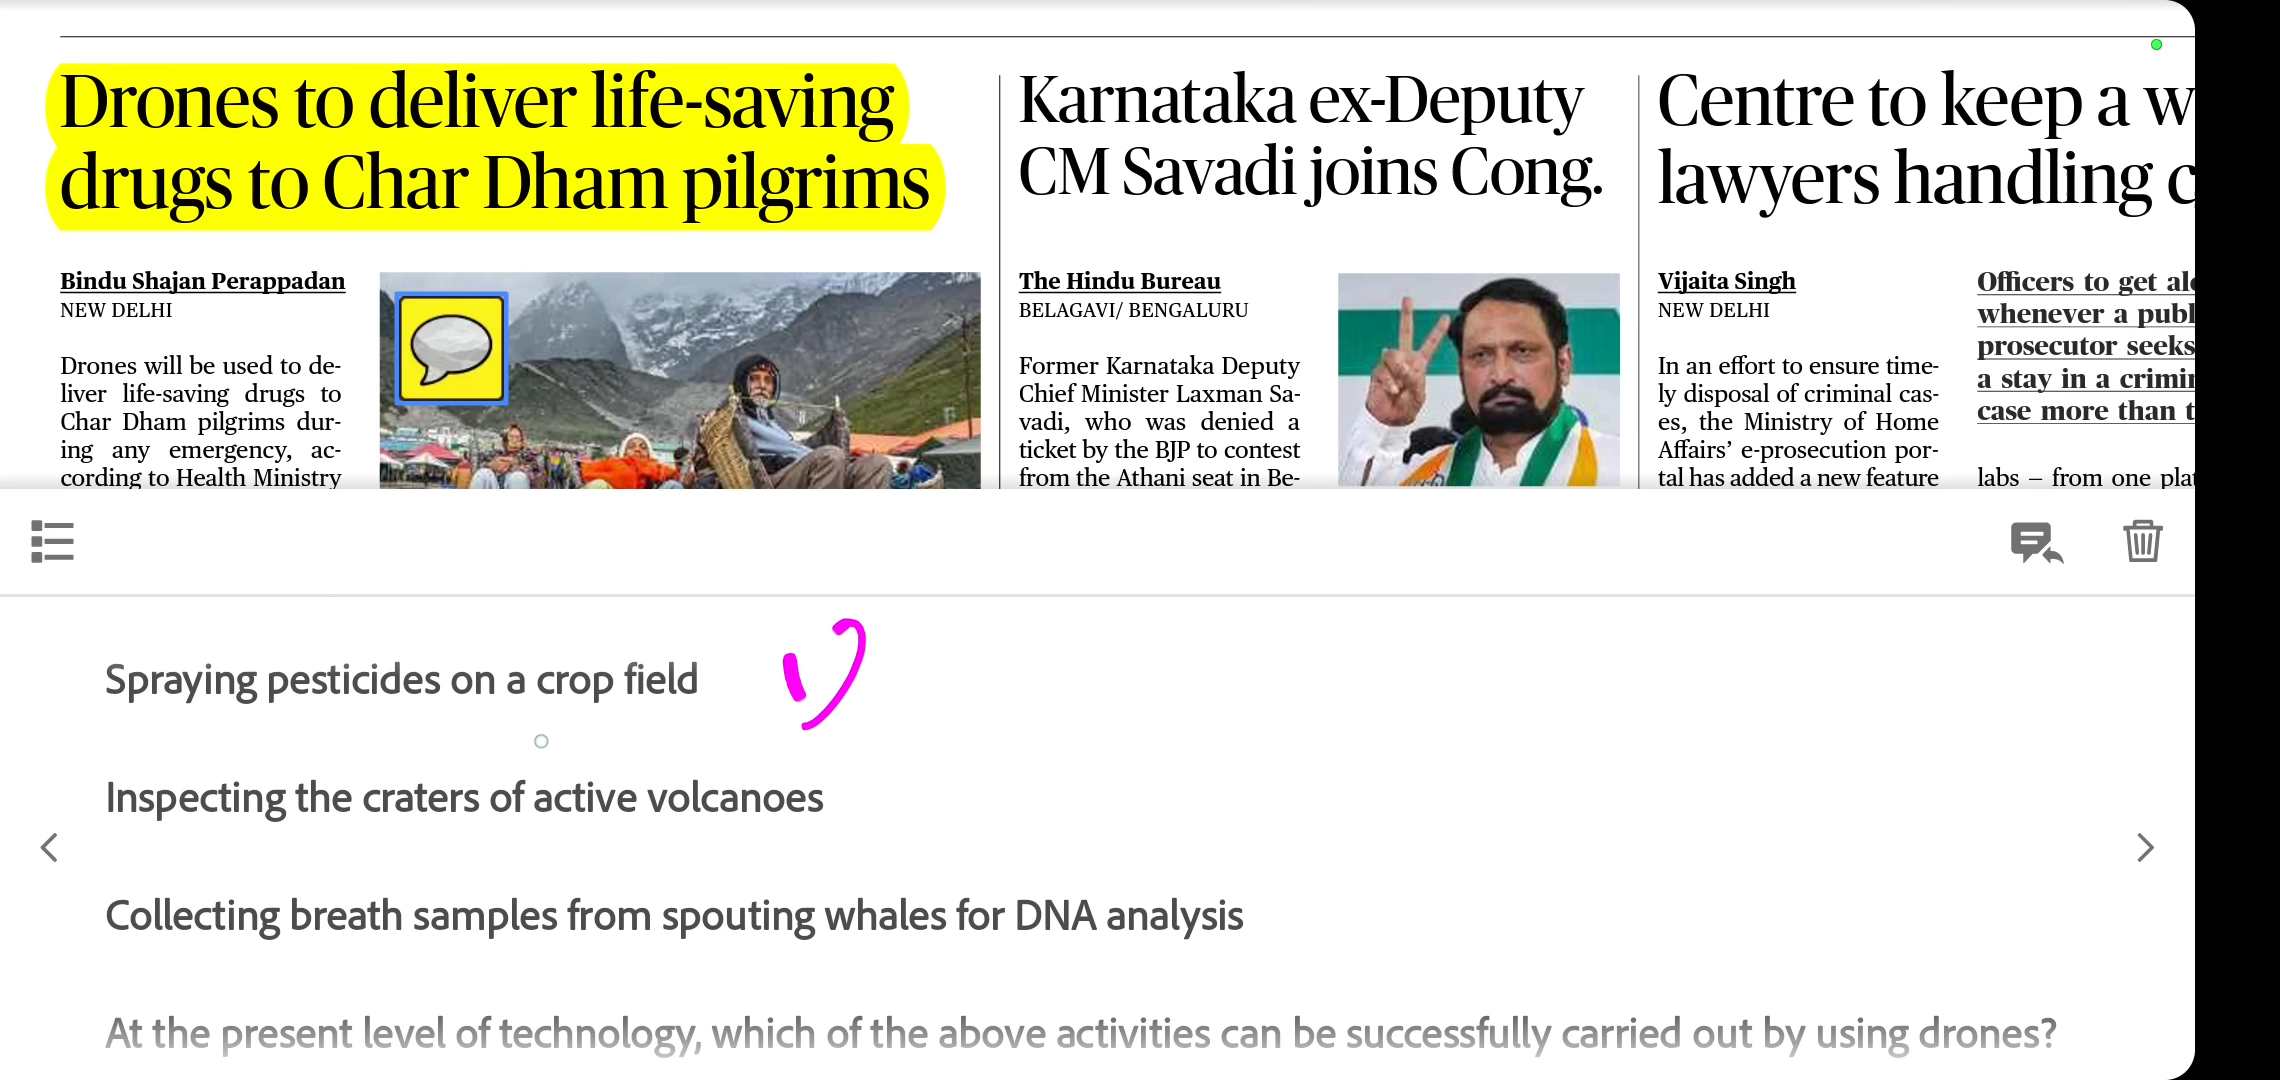 Drones to deliver life-saving
drugs to Char Dham pilgrims
Bindu Shajan Perappadan
NEW DELHI
Drones will be used to de-
liver life-saving drugs to
Char Dham pilgrims dur-
ing any emergency, ac-
cording to Health Ministry
Karnataka ex-Deputy
CM Savadi joins Cong.
The Hindu Bureau
BELAGAVI/ BENGALURU
Former Karnataka Deputy
Chief Minister Laxman Sa-
vadi, who was denied a
ticket by the BJP to contest
from the Athani seat in Be-
Centre to keep a w
lawyers handling c
Vijaita Singh
NEW DELHI
In an effort to ensure time-
ly disposal of criminal cas-
es, the Ministry of Home
Affairs’ e-prosecution por-
tal has added a new feature
Officers to get
whenever a
prosecutor seeks
a stay in a
case more than
labs – from one
Spraying pesticides on a crop field
Inspecting the craters of active volcanoes
Collecting breath samples from spouting whales for DNA analysis
At the present level of technology, which of the above activities can be successfully carried out by using drones?